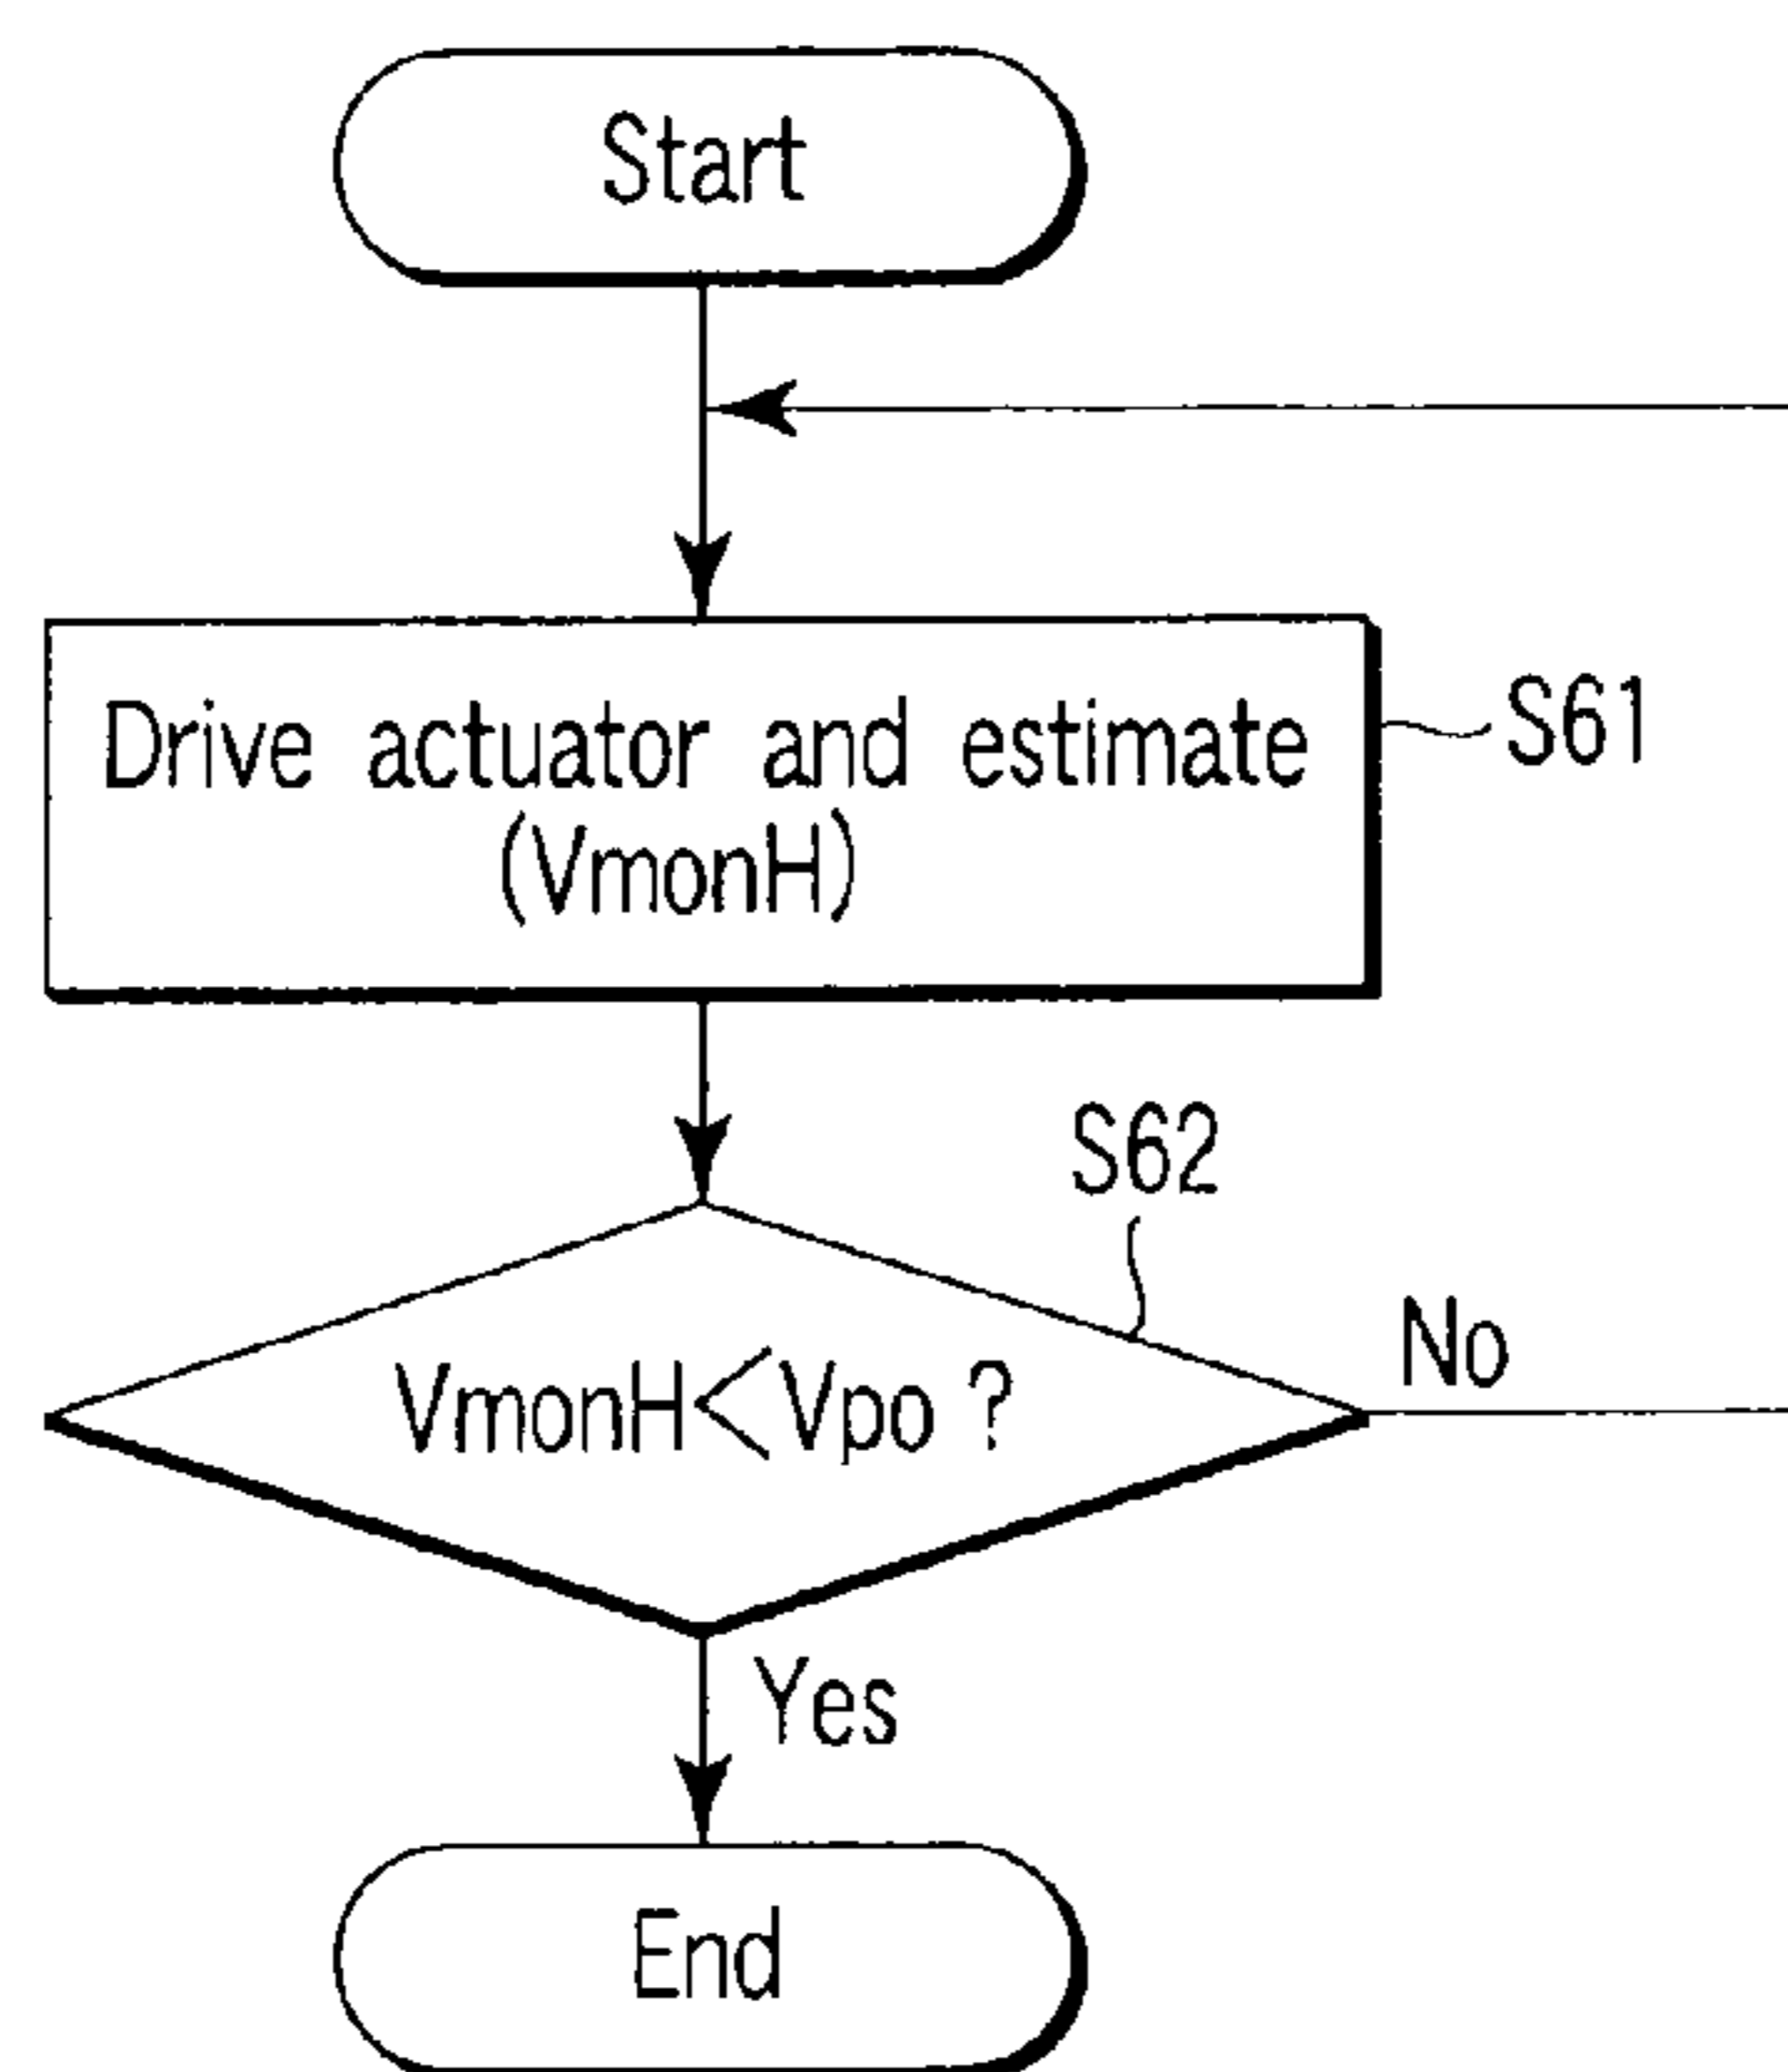 Start
Drive actuator and estimate
(VmonH)
S61
S62
VmonH<Vpo ?
No
Yes
End